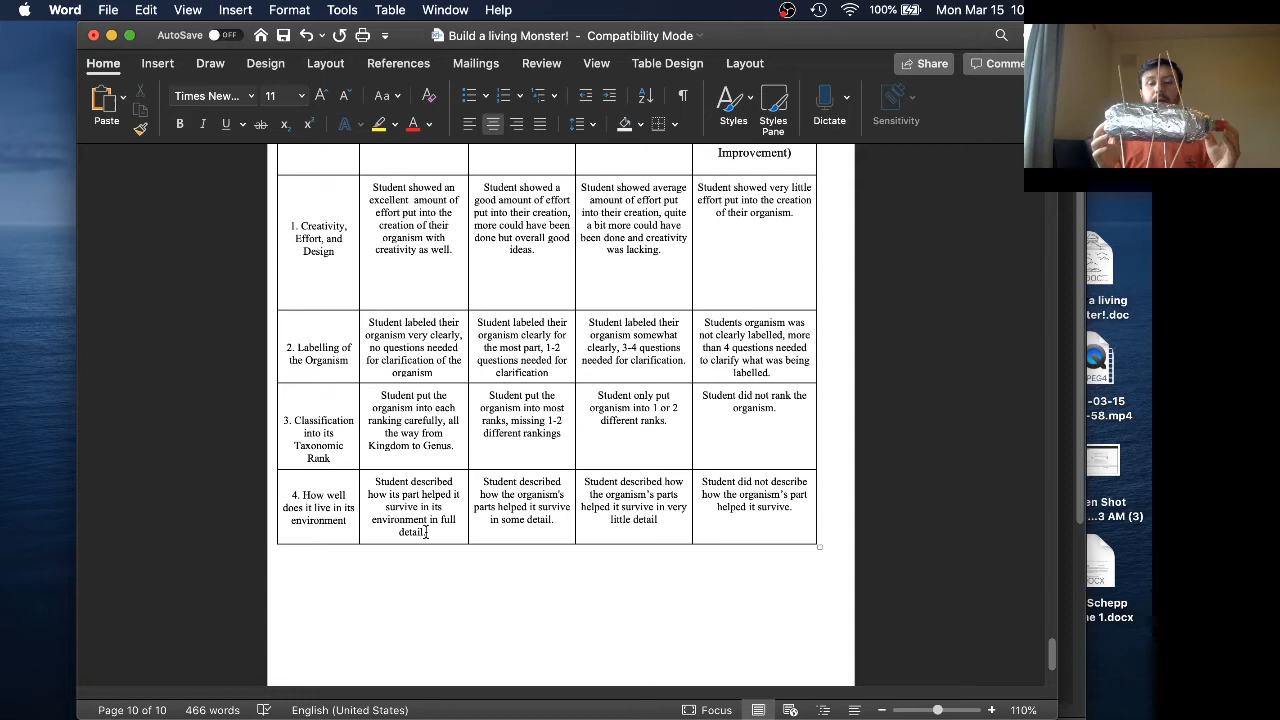 Word File Edit View Insert Format Tools Table Window Help 100% Mon Mar 15 10
AutoSave OFF Build a living Monster! - Compatibility Mode
Home Insert Draw Design Layout References Mailings Review View Table Design Layout Share Comme
Paste Times New... 11 Aa Styles Styles Pane Dictate Sensitivity
B I U ab x₂ x² A A
Improvement)
1. Creativity,
Effort, and
Design
Student showed an
excellent amount of
effort put into the
creation of their
organism with
creativity as well.
Student showed a
good amount of effort
put into their creation,
more could have been
done but overall good
ideas.
Student showed average
amount of effort put
into their creation, quite
a bit more could have
been done and creativity
was lacking.
Student showed very little
effort put into the creation
of their organism.
2. Labelling of
the Organism
Student labeled their
organism very clearly,
no questions needed
for clarification of the
organism
Student labeled their
organism clearly for
the most part, 1-2
questions needed for
clarification
Student labeled their
organism somewhat
clearly, 3-4 questions
needed for clarification.
Students organism was
not clearly labelled, more
than 4 questions needed
to clarify what was being
labelled.
3. Classification
into its
Taxonomic
Rank
Student put the
organism into each
ranking carefully, all
the way from
Kingdom to Genus.
Student put the
organism into most
ranks, missing 1-2
different rankings
Student only put
organism into 1 or 2
different ranks.
Student did not rank the
organism.
4. How well
does it live in its
environment
Student described
how its part helped it
survive in its
environment in full
detail.
Student described
how the organism's
parts helped it survive
in some detail.
Student described how
the organism's parts
helped it survive in very
little detail
Student did not describe
how the organism's part
helped it survive.
a living
ter!.doc
PEG4
-03-15
-58.mp4
en Shot
...3 AM (3)
DOCX
Schepp
ne 1.docx
Page 10 of 10 466 words English (United States) Focus 110%